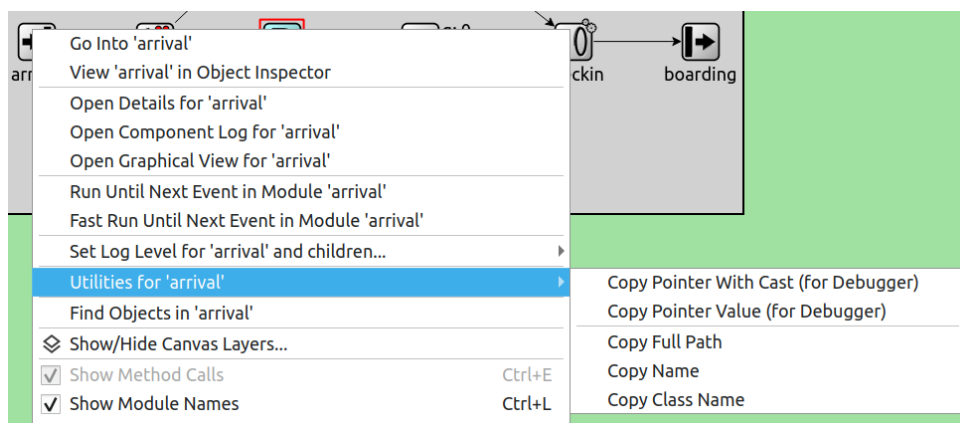 arr
ckin
boarding
Go Into 'arrival'
View 'arrival' in Object Inspector
Open Details for 'arrival'
Open Component Log for 'arrival'
Open Graphical View for 'arrival'
Run Until Next Event in Module 'arrival'
Fast Run Until Next Event in Module 'arrival'
Set Log Level for 'arrival' and children...
Utilities for 'arrival'
Find Objects in 'arrival'
Show/Hide Canvas Layers...
Show Method Calls Ctrl+E
Show Module Names Ctrl+L
Copy Pointer With Cast (for Debugger)
Copy Pointer Value (for Debugger)
Copy Full Path
Copy Name
Copy Class Name